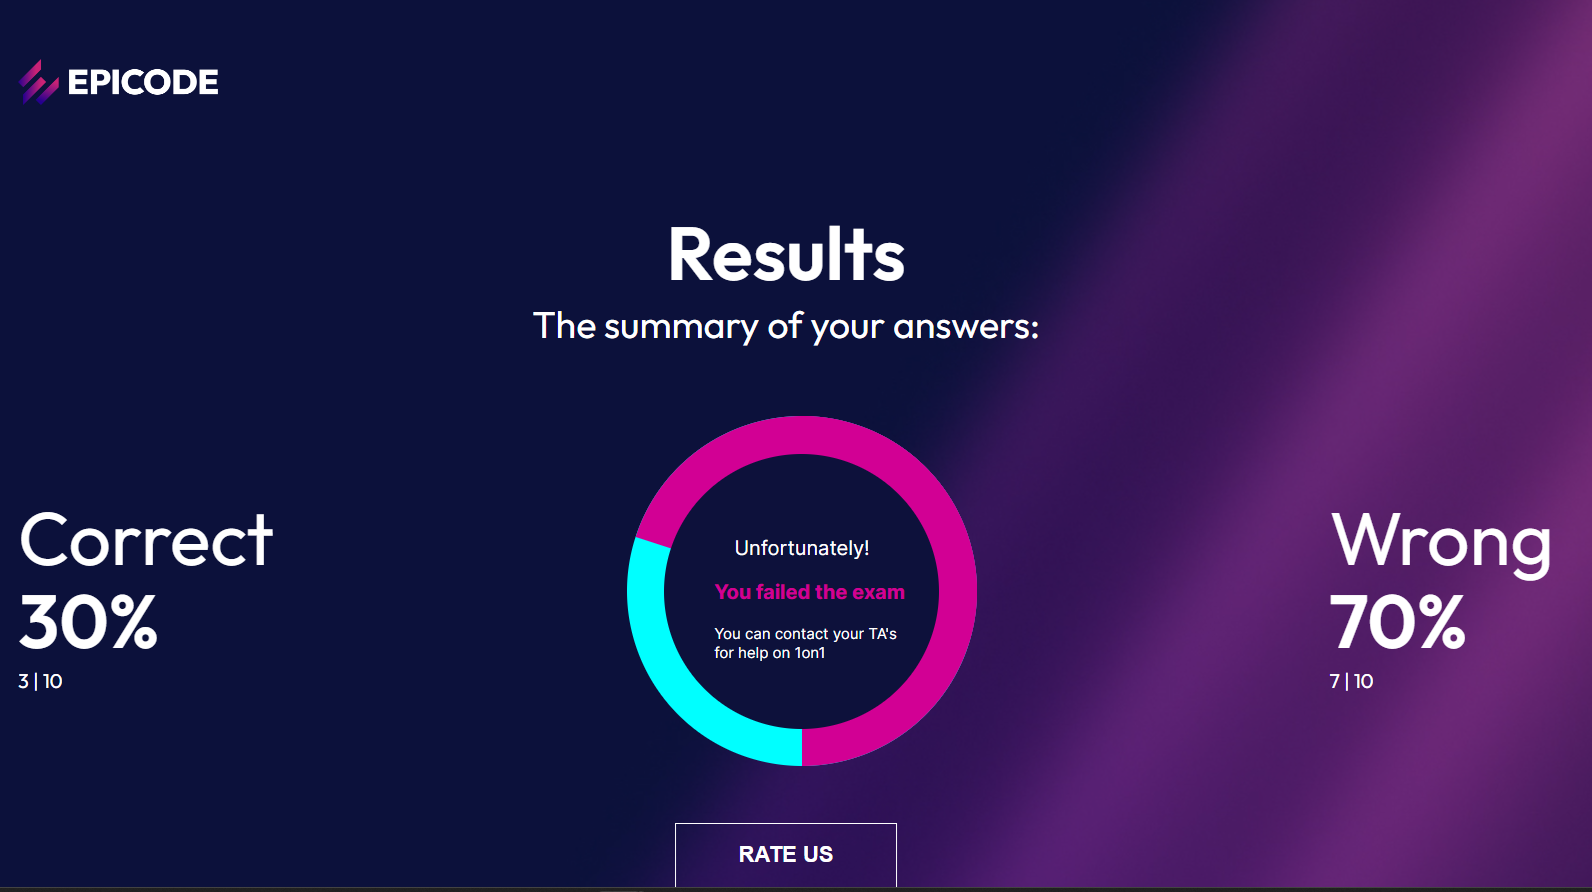 EPICODE
Results
The summary of your answers:
Correct
30%
3 | 10
Unfortunately!
You failed the exam
You can contact your TA's
for help on 1on1
Wrong
70%
7 | 10
RATE US